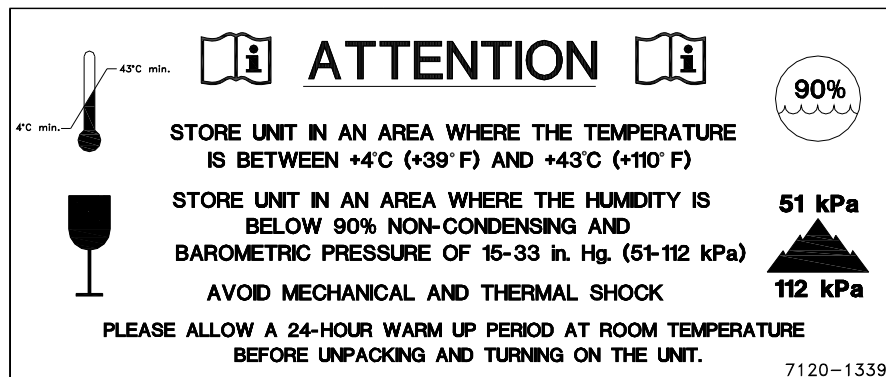 ATTENTION
43°C min.
4°C min.
90%
STORE UNIT IN AN AREA WHERE THE TEMPERATURE
IS BETWEEN +4°C (+39° F) AND +43°C (+110° F)
STORE UNIT IN AN AREA WHERE THE HUMIDITY IS
BELOW 90% NON-CONDENSING AND
BAROMETRIC PRESSURE OF 15-33 in. Hg. (51-112 kPa)
51 kPa
112 kPa
AVOID MECHANICAL AND THERMAL SHOCK
PLEASE ALLOW A 24-HOUR WARM UP PERIOD AT ROOM TEMPERATURE
BEFORE UNPACKING AND TURNING ON THE UNIT.
7120-1339